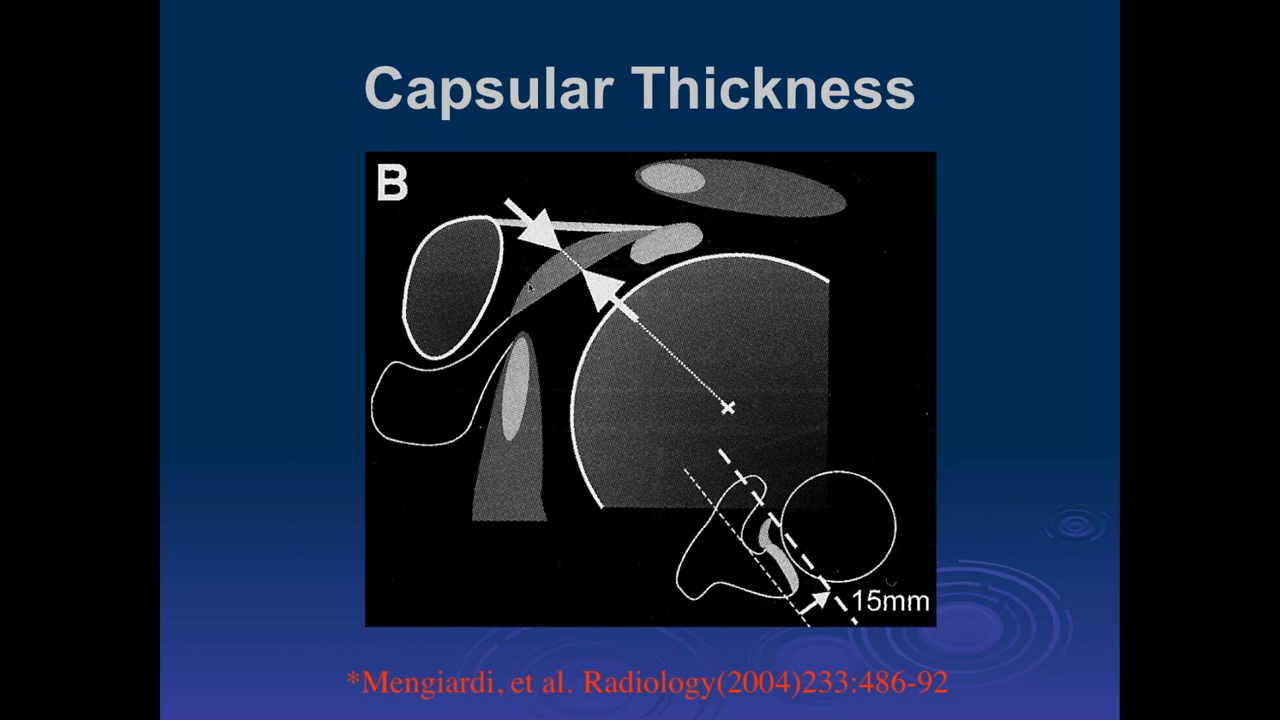 Capsular Thickness
B
15mm
*Mengiardi, et al. Radiology(2004)233:486-92